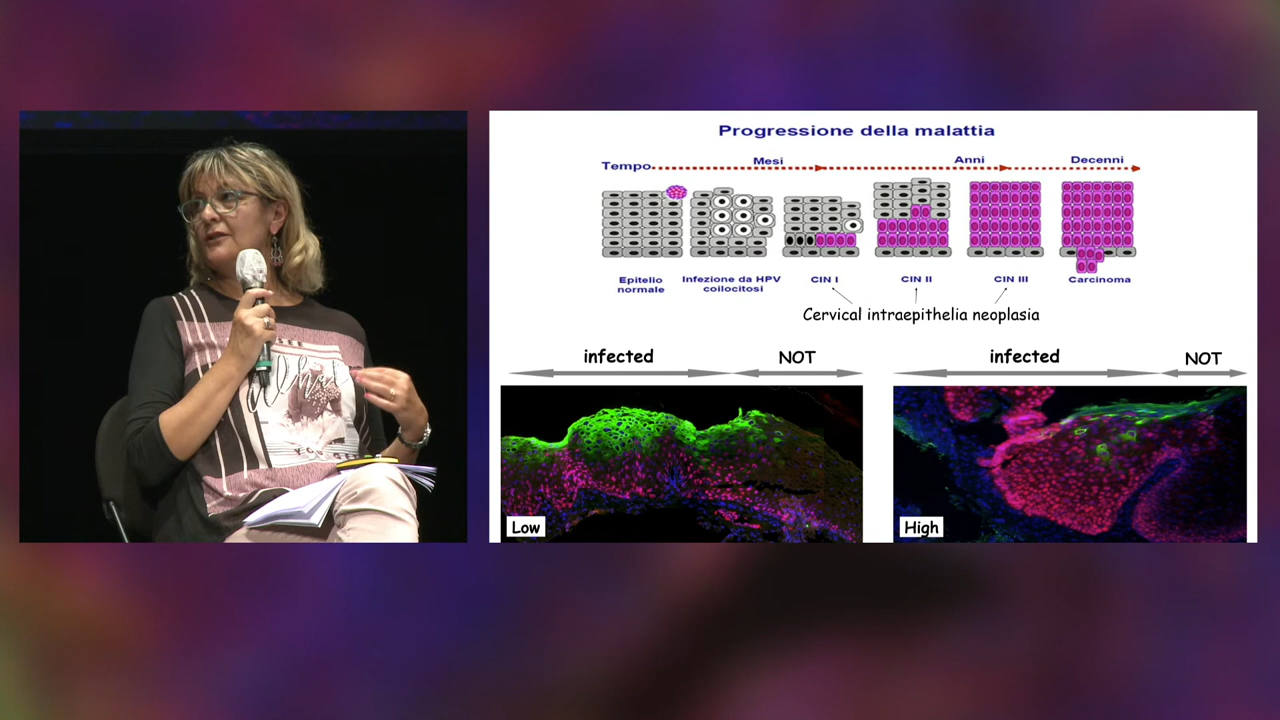 Progressione della malattia
Tempo
Mesi
Anni
Decenni
Epitelio
normale
Infezione da HPV
coilocitosi
CIN I
CIN II
CIN III
Carcinoma
Cervical intraepithelia neoplasia
infected
NOT
infected
NOT
Low
High